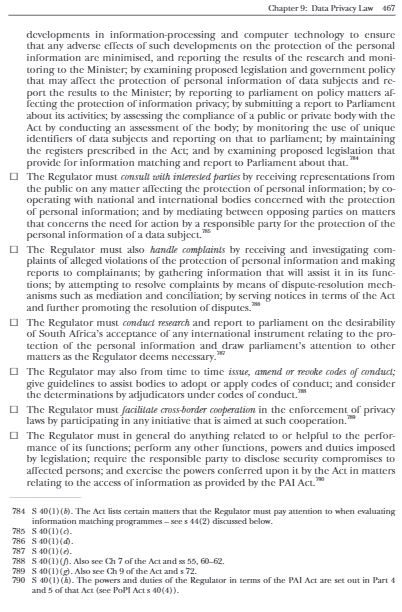 Chapter 9: Data Privacy Law 467
developments in information-processing and computer technology to ensure
that any adverse effects of such developments on the protection of the personal
information are minimised, and reporting the results of the research and moni-
toring to the Minister; by examining proposed legislation and government policy
that may affect the protection of personal information of data subjects and re-
port the results to the Minister; by reporting to parliament on policy matters af-
fecting the protection of information privacy; by submitting a report to Parliament
about its activities; by assessing the compliance of a public or private body with the
Act by conducting an assessment of the body; by monitoring the use of unique
identifiers of data subjects and reporting on that to parliament; by maintaining
the registers prescribed in the Act; and by examining proposed legislation that
provide for information matching and report to Parliament about that. 784
□ The Regulator must consult with interested parties by receiving representations from
the public on any matter affecting the protection of personal information; by co-
operating with national and international bodies concerned with the protection
of personal information; and by mediating between opposing parties on matters
that concerns the need for action by a responsible party for the protection of the
personal information of a data subject.785
□ The Regulator must also handle complaints by receiving and investigating com-
plaints of alleged violations of the protection of personal information and making
reports to complainants; by gathering information that will assist it in its func-
tions; by attempting to resolve complaints by means of dispute-resolution mech-
anisms such as mediation and conciliation; by serving notices in terms of the Act
and further promoting the resolution of disputes.786
□ The Regulator must conduct research and report to parliament on the desirability
of South Africa's acceptance of any international instrument relating to the pro-
tection of the personal information and draw parliament's attention to other
matters as the Regulator deems necessary.787
□ The Regulator may also from time to time issue, amend or revoke codes of conduct;
give guidelines to assist bodies to adopt or apply codes of conduct; and consider
the determinations by adjudicators under codes of conduct.788
□ The Regulator must facilitate cross-border cooperation in the enforcement of privacy
laws by participating in any initiative that is aimed at such cooperation.789
□ The Regulator must in general do anything related to or helpful to the perfor-
mance of its functions; perform any other functions, powers and duties imposed
by legislation; require the responsible party to disclose security compromises to
affected persons; and exercise the powers conferred upon it by the Act in matters
relating to the access of information as provided by the PAI Act.790
784 S 40(1)(b). The Act lists certain matters that the Regulator must pay attention to when evaluating
information matching programmes – see s 44(2) discussed below.
785 S 40(1)(c).
786 S 40(1)(d).
787 S 40(1)(e).
788 S 40(1)(f). Also see Ch 7 of the Act and ss 55, 60–62.
789 S 40(1)(g). Also see Ch 9 of the Act and s 72.
790 S 40(1)(h). The powers and duties of the Regulator in terms of the PAI Act are set out in Part 4
and 5 of that Act (see PoPI Act s 40(4)).